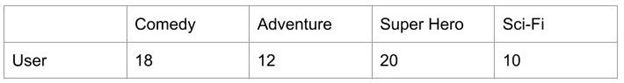 Comedy Adventure Super Hero Sci-Fi
User 18 12 20 10